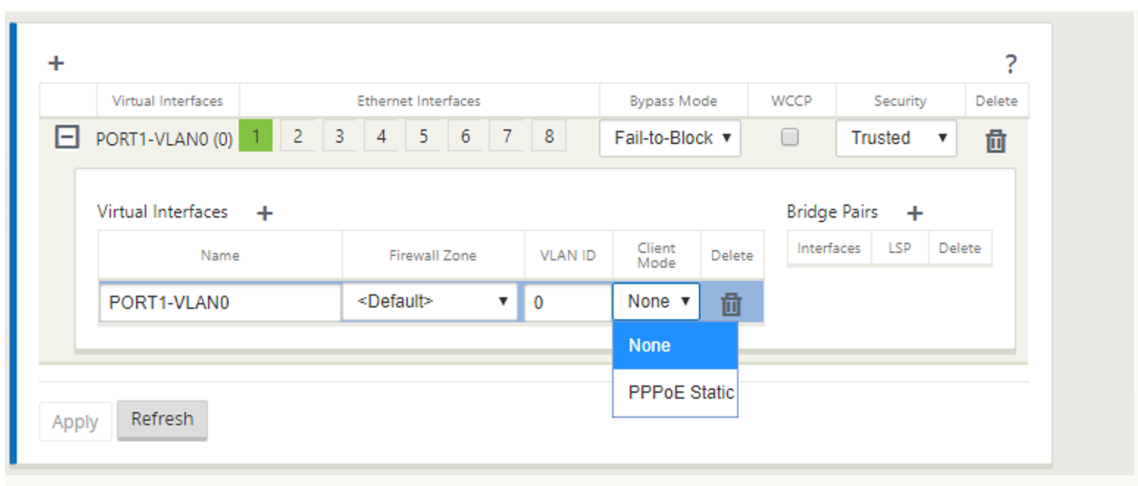 + ?
Virtual Interfaces Ethernet Interfaces Bypass Mode WCCP Security Delete
PORT1-VLAN0 (0) 1 2 3 4 5 6 7 8 Fail-to-Block Trusted
Virtual Interfaces + Bridge Pairs +
Name Firewall Zone VLAN ID Client Mode Delete Interfaces LSP Delete
PORT1-VLAN0 <Default> 0 None
None
PPPoE Static
Apply Refresh